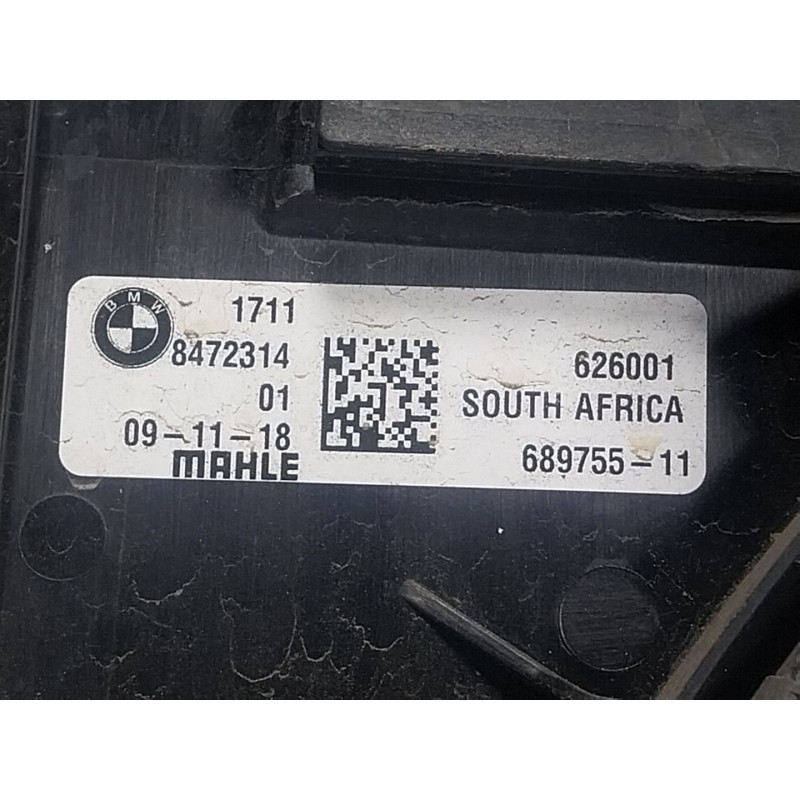 BMW
1711
8472314
01
09-11-18
MAHLE
626001
SOUTH AFRICA
689755-11